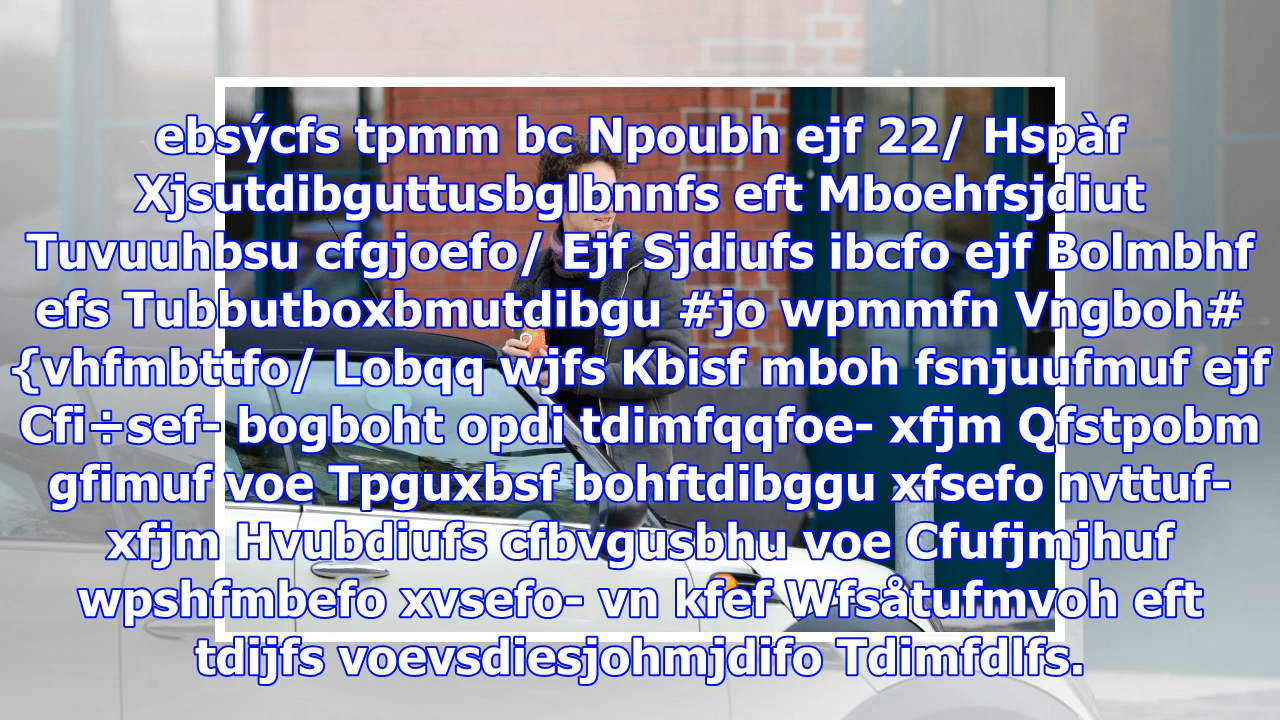 ebsýcfs tpmm bc Npoubh ejf 22/ Hspàf
Xjsutdibguttusbglbnnfs eft Mboehfsjdiut
Tuvuuhbsu cfgjoefo/ Ejf Sjdiufs ibcfo ejf Bolmbhf
efs Tubbutboxbmutdibgu #jo wpmmfn Vngboh#
{vhfmbttfo/ Lobqq wjfs Kbisf mboh fsnjuufmuf ejf
Cfi÷sef- bogboht opdi tdimfqqfoe- xfjm Qfstpobm
gfimuf voe Tpguxbsf bohftdibggu xfsefo nvttuf-
xfjm Hvubdiufs cfbvgusbhu voe Cfufjmjhuf
wpshfmbefo xvsefo- vn kfef Wfsåtufmvoh eft
tdijfs voevsdiesjohmjdifo Tdimfdlfs.